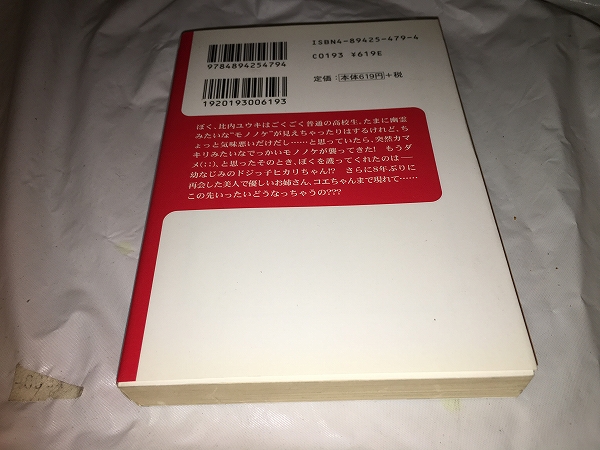 ISBN4-89425-479-4
9784894254794
C0193 ¥619E
定価：本体619円+税
1920193006193
ぼく、比内ユウキはごくごく普通の高校生。たまに幽霊
みたいな"モノノケ"が見えちゃったりはするけれど、ち
ょっと気味悪いだけだし……と思っていたら、突然カマ
キリみたいなでっかいモノノケが襲ってきた!　もうダ
メ(；；)、と思ったそのとき、ぼくを護ってくれたのは—
幼なじみのドジっ子ヒカリちゃん!?　さらに8年ぶりに
再会した美人で優しいお姉さん、コエちゃんまで現れて……
この先いったいどうなっちゃうの???